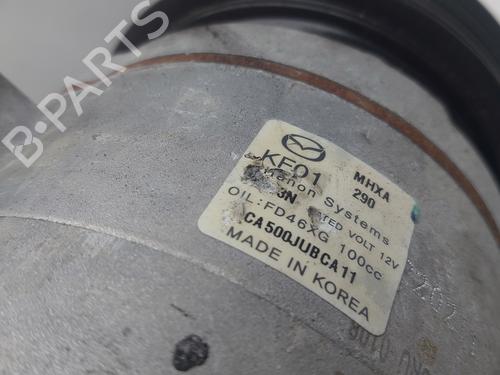 B-PARTS
KF01
MHXA
290
Systems
3N
VOLT 12V
OIL:FD46XG 100cc
CA500JUBCA11
MADE IN KOREA